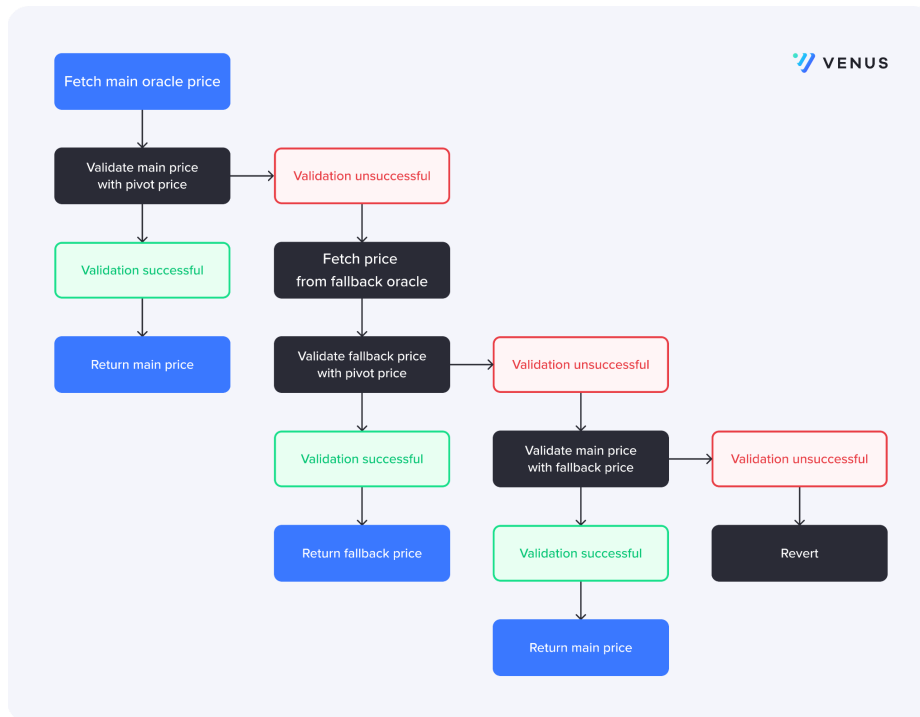 VENUS
Fetch main oracle price
Validate main price
with pivot price
Validation unsuccessful
Validation successful
Fetch price
from fallback oracle
Return main price
Validate fallback price
with pivot price
Validation unsuccessful
Validation successful
Validate main price
with fallback price
Validation unsuccessful
Return fallback price
Validation successful
Revert
Return main price